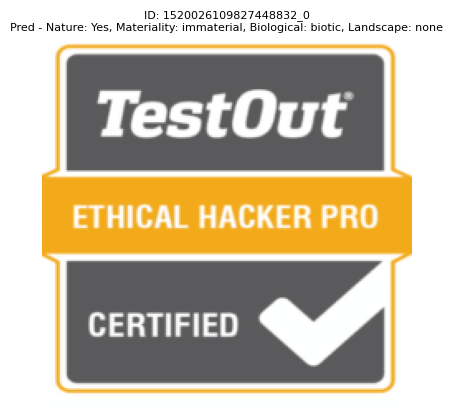 ID: 1520026109827448832_0
Pred - Nature: Yes, Materiality: immaterial, Biological: biotic, Landscape: none
TestOut®
ETHICAL HACKER PRO
CERTIFIED